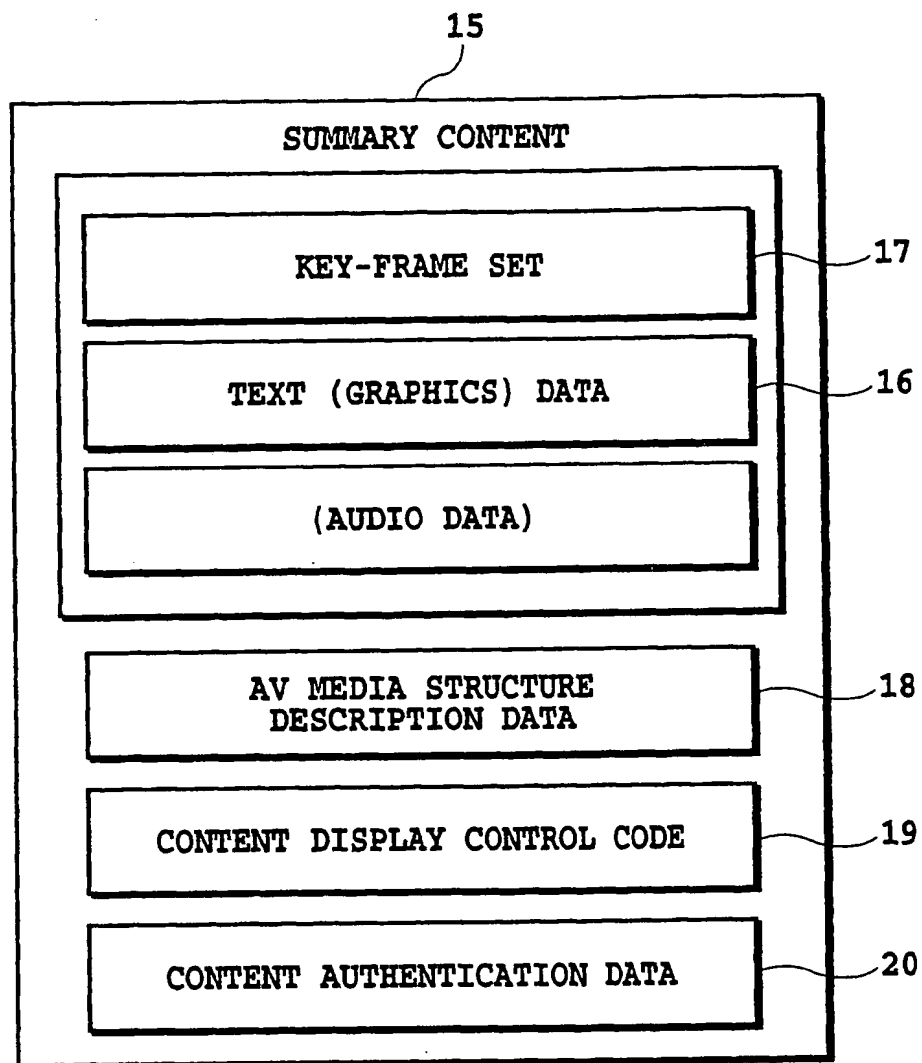 15
SUMMARY CONTENT
KEY-FRAME SET
17
TEXT (GRAPHICS) DATA
16
(AUDIO DATA)
AV MEDIA STRUCTURE
DESCRIPTION DATA
18
CONTENT DISPLAY CONTROL CODE
19
CONTENT AUTHENTICATION DATA
20